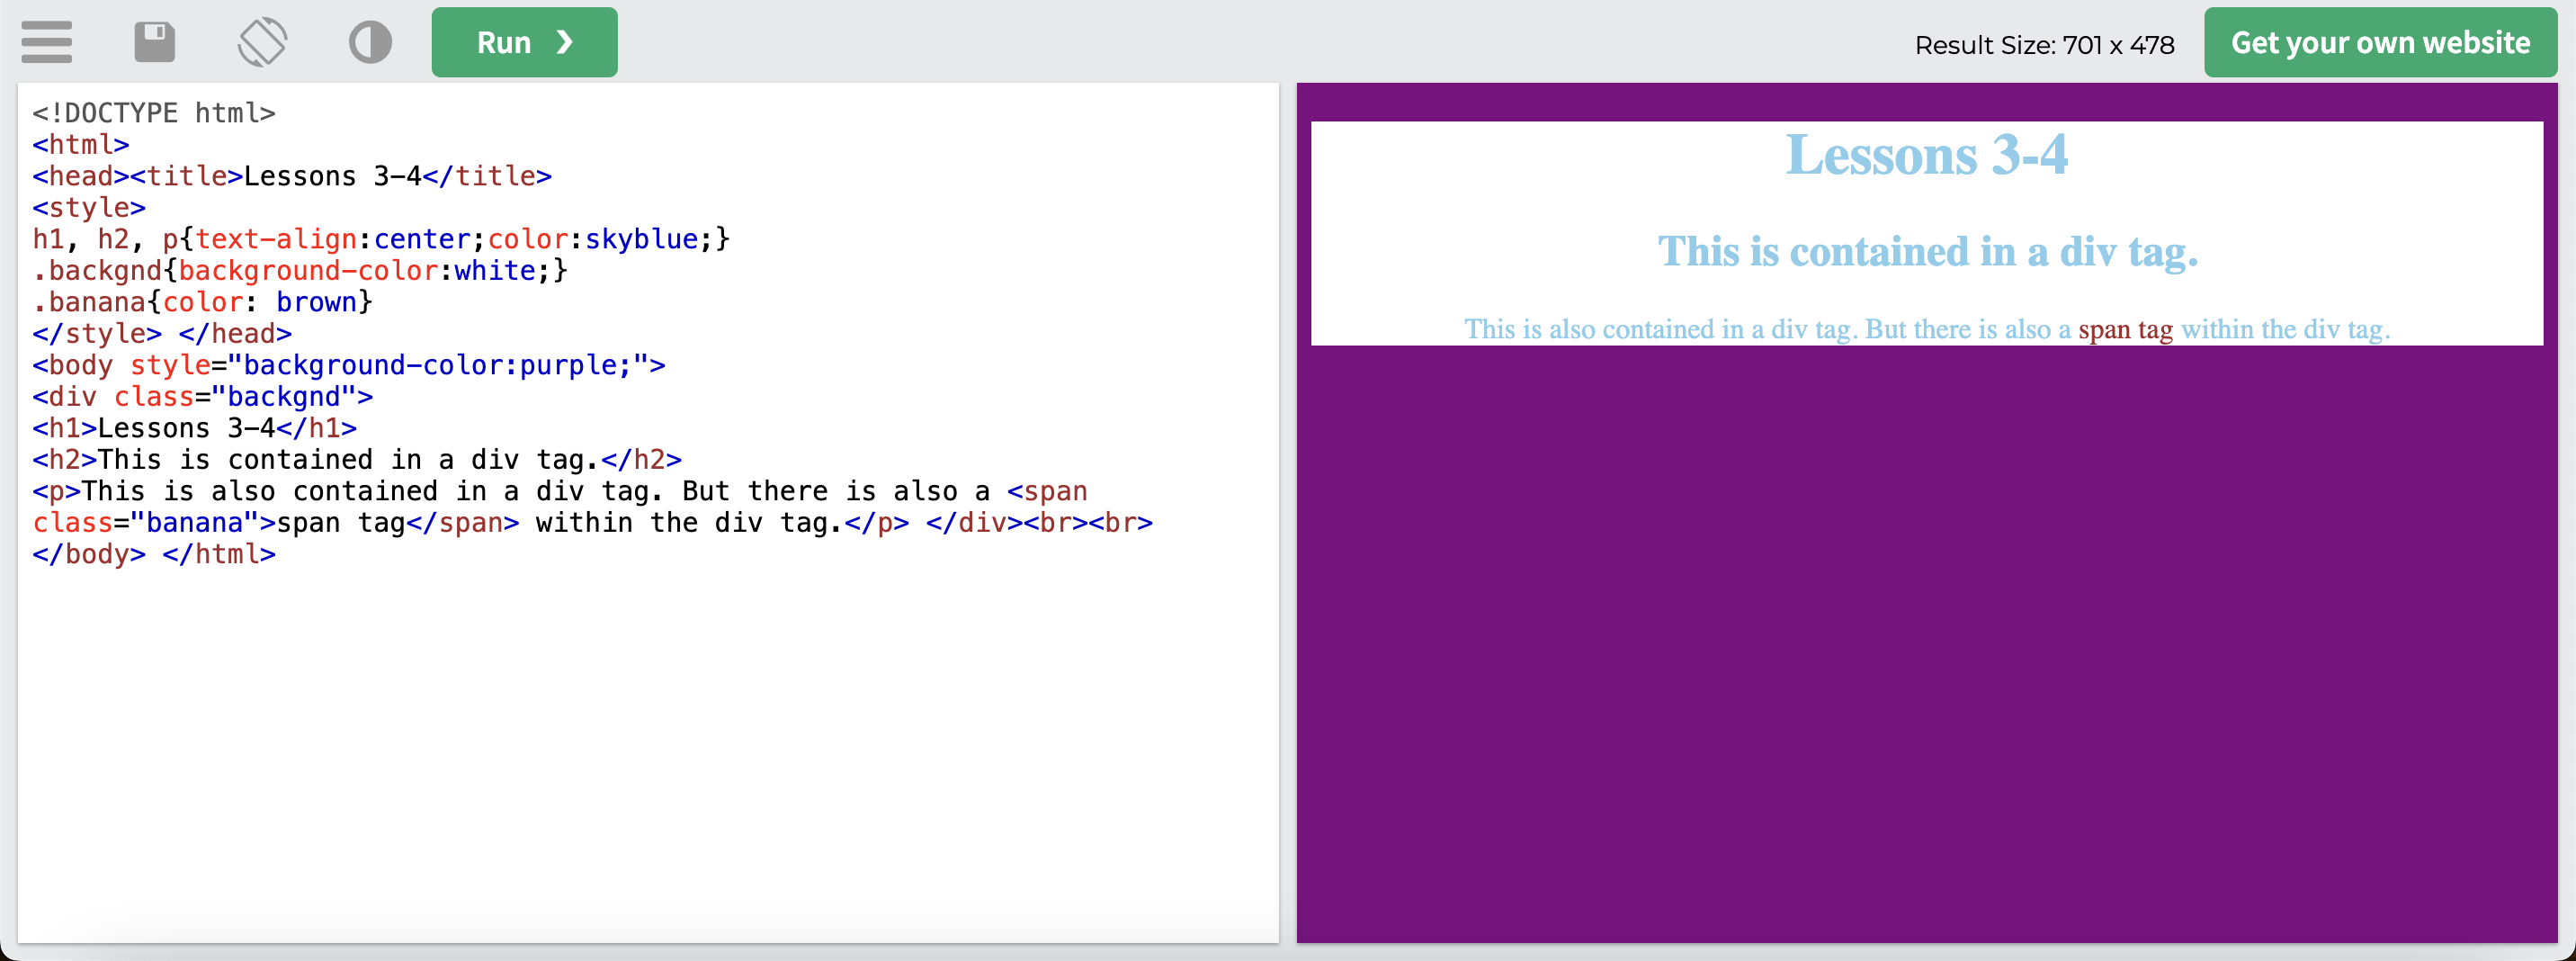 Run ❯
Result Size: 701 x 478
Get your own website
<!DOCTYPE html>
<html>
<head><title>Lessons 3-4</title>
<style>
h1, h2, p{text-align:center;color:skyblue;}
.backgnd{background-color:white;}
.banana{color: brown}
</style> </head>
<body style="background-color:purple;">
<div class="backgnd">
<h1>Lessons 3-4</h1>
<h2>This is contained in a div tag.</h2>
<p>This is also contained in a div tag. But there is also a <span
class="banana">span tag</span> within the div tag.</p> </div><br><br>
</body> </html>
Lessons 3-4
This is contained in a div tag.
This is also contained in a div tag. But there is also a span tag within the div tag.